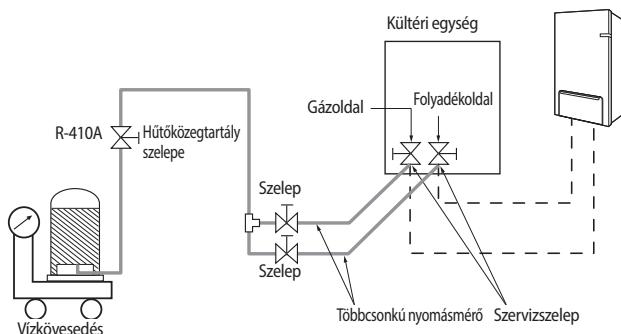 Kültéri egység
Gázoldal
Folyadékoldal
R-410A
Hűtőközegtartály
szelepe
Szelep
Szelep
Többcsonkú nyomásmérő
Szervizszelep
Vízkövesedés